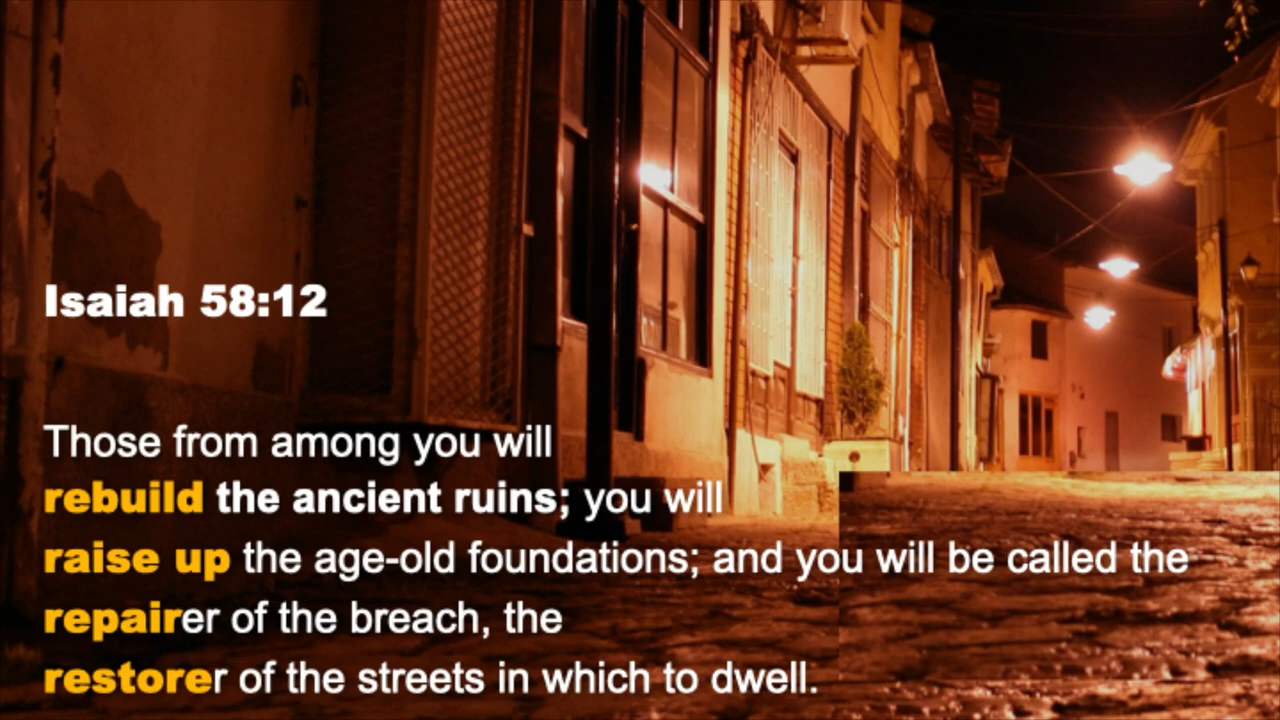 Isaiah 58:12
Those from among you will
rebuild the ancient ruins; you will
raise up the age-old foundations; and you will be called the
repairer of the breach, the
restorer of the streets in which to dwell.